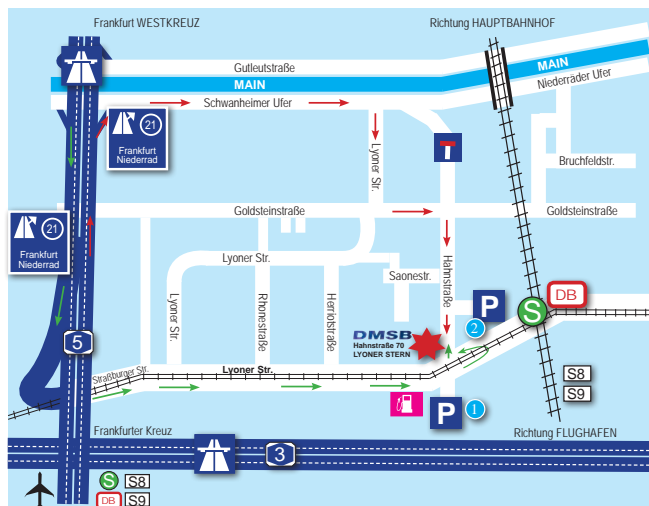 Frankfurt WESTKREUZ
Richtung HAUPTBAHNHOF
Gutleutstraße
MAIN
MAIN
Schwanheimer Ufer
Niederräder Ufer
21
Frankfurt
Niederrad
Lyoner Str.
Bruchfeldstr.
Goldsteinstraße
Goldsteinstraße
21
Frankfurt
Niederrad
Lyoner Str.
Saonestr.
Hahnstraße
Lyoner Str.
Rhonestraße
Herriotstraße
P
DB
S
2
DMSB
Hahnstraße 70
LYONER STERN
5
Straßburger Str.
Lyoner Str.
S8
S9
P
1
Frankfurter Kreuz
Richtung FLUGHAFEN
3
S
S8
DB
S9